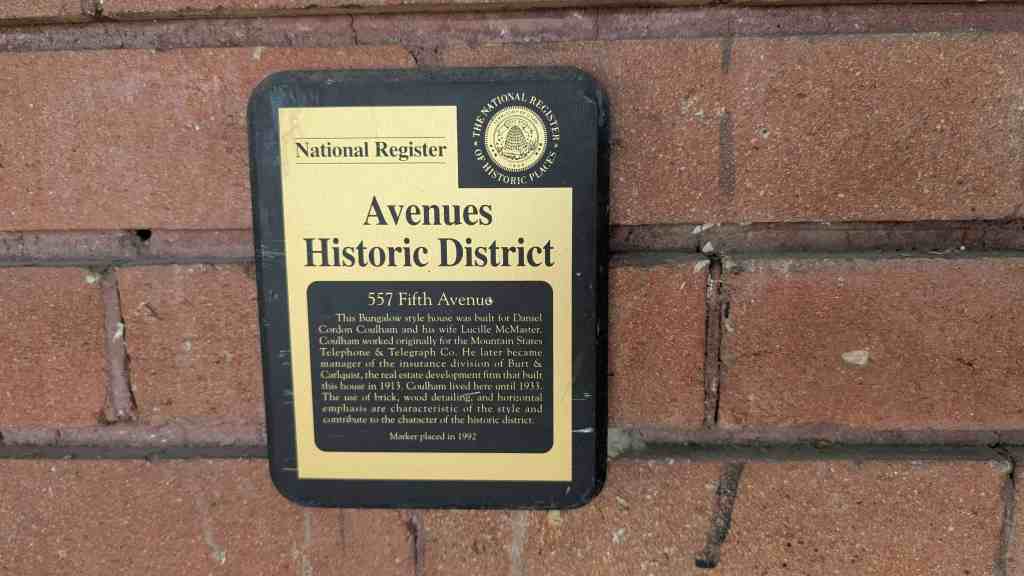 THE NATIONAL REGISTER
OF HISTORIC PLACES
National Register
Avenues
Historic District
557 Fifth Avenue
This Bungalow style house was built for Daniel
Cordon Coulham and his wife Lucille McMaster.
Coulham worked originally for the Mountain States
Telephone & Telegraph Co. He later became
manager of the insurance division of Burt &
Carlquist, the real estate development firm that built
this house in 1913. Coulham lived here until 1933.
The use of brick, wood detailing, and horizontal
emphasis are characteristic of the style and
contribute to the character of the historic district.
Marker placed in 1992